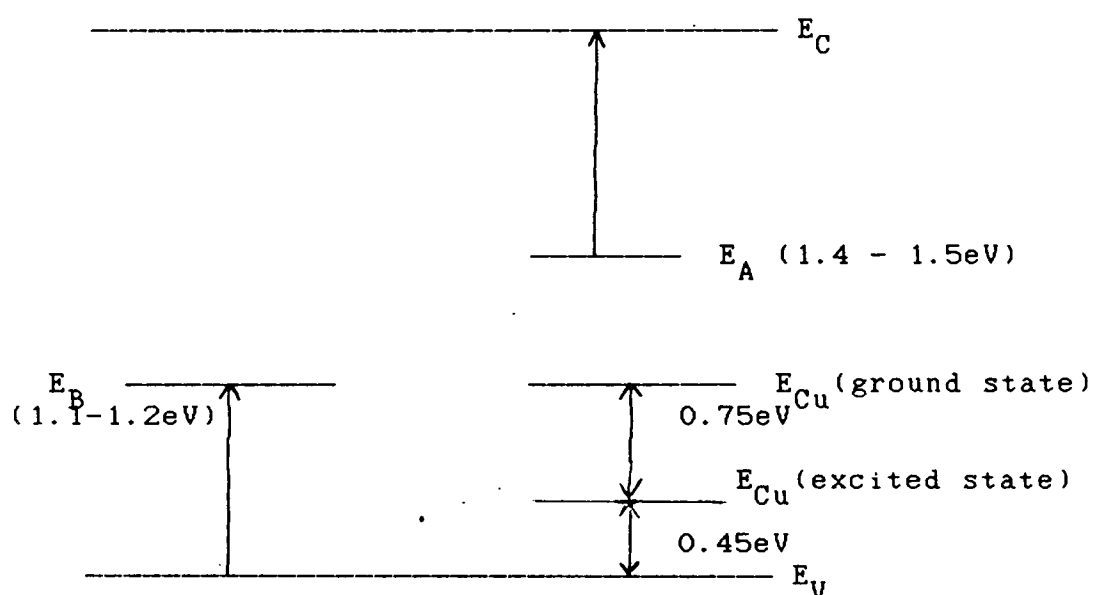 E_C
E_A (1.4 - 1.5eV)
E_B
(1.1-1.2eV)
E_Cu(ground state)
0.75eV
E_Cu(excited state)
0.45eV
E_V